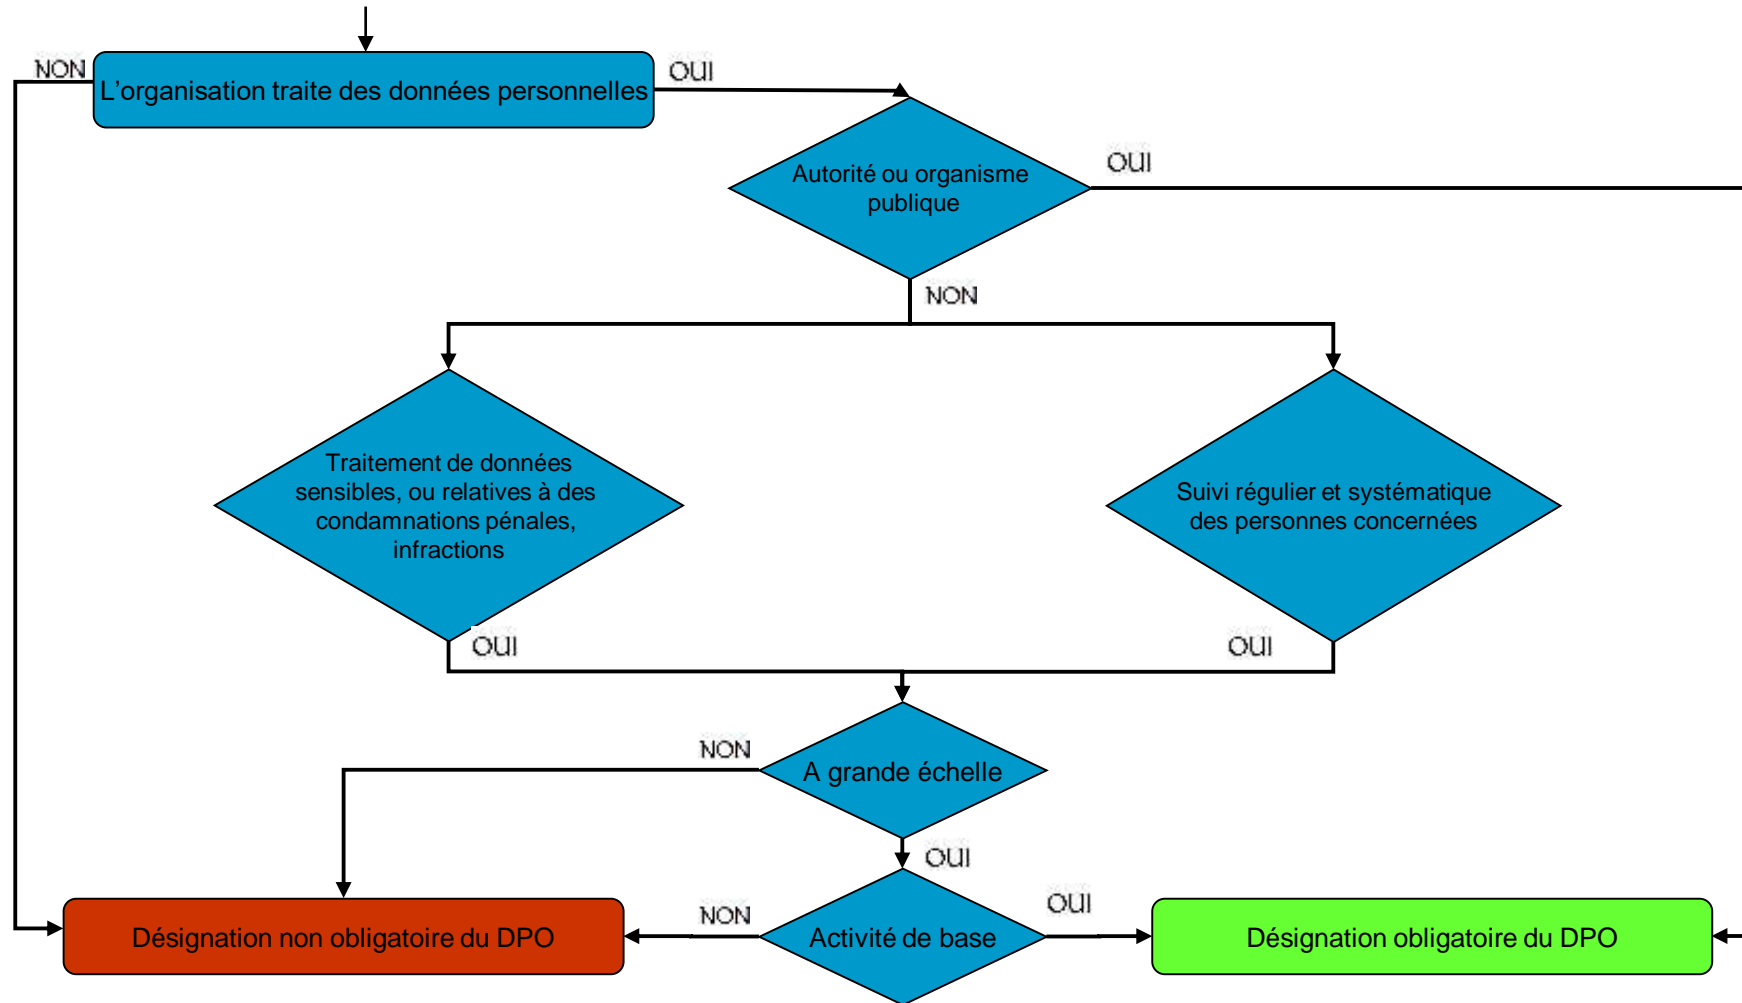 NON
L'organisation traite des données personnelles
OUI
Autorité ou organisme
publique
OUI
NON
Traitement de données
sensibles, ou relatives à des
condamnations pénales,
infractions
Suivi régulier et systématique
des personnes concernées
OUI
OUI
NON
A grande échelle
OUI
Désignation non obligatoire du DPO
NON
Activité de base
OUI
Désignation obligatoire du DPO